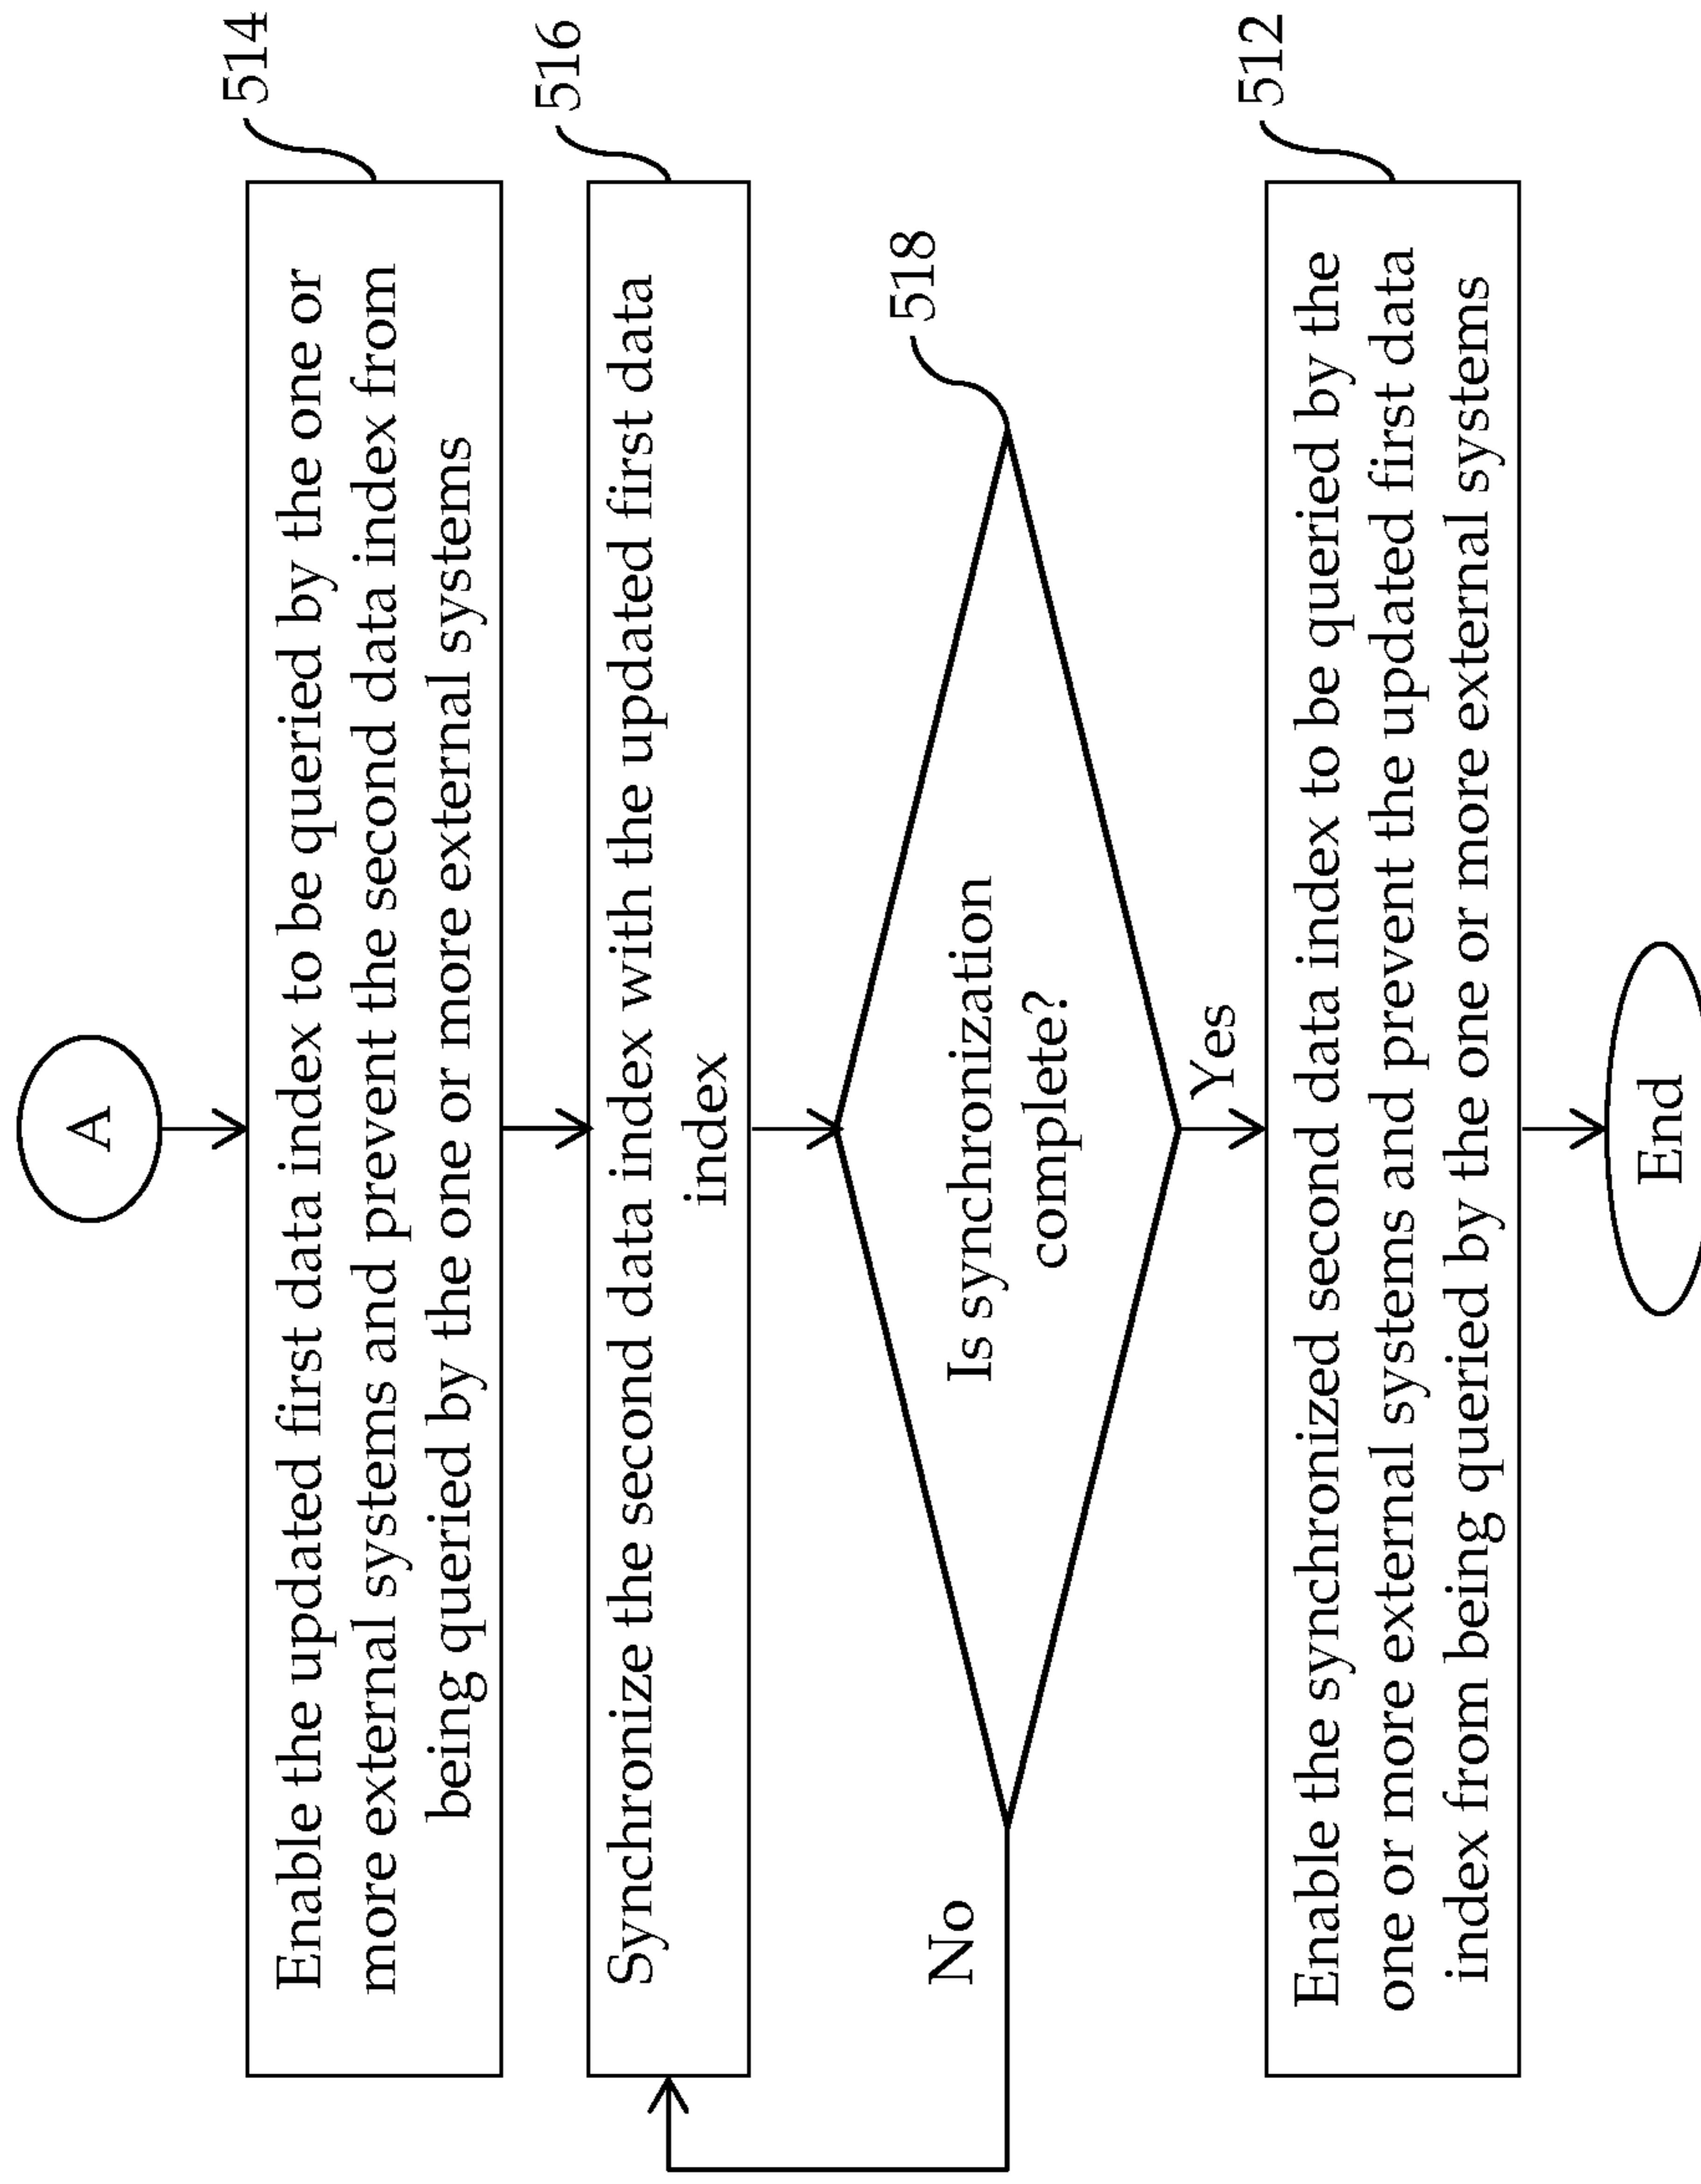 A
514
Enable the updated first data index to be queried by the one or
more external systems and prevent the second data index from
being queried by the one or more external systems
516
Synchronize the second data index with the updated first data
index
518
Is synchronization
complete?
No
Yes
512
Enable the synchronized second data index to be queried by the
one or more external systems and prevent the updated first data
index from being queried by the one or more external systems
End